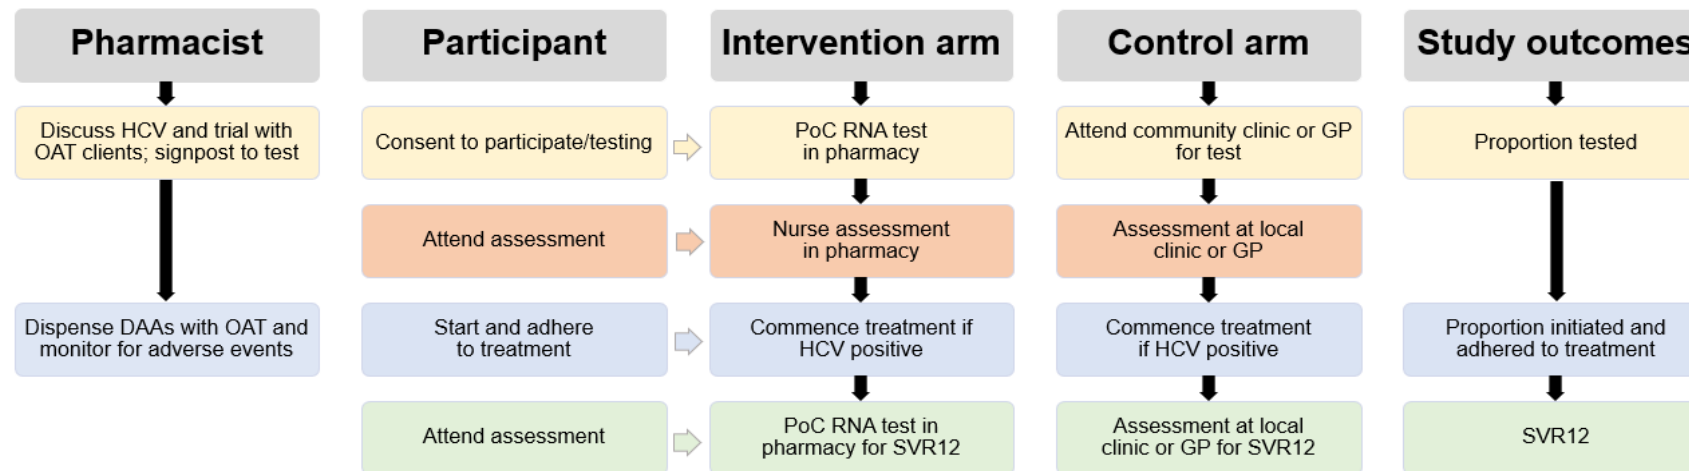 Pharmacist
Participant
Intervention arm
Control arm
Study outcomes
Discuss HCV and trial with
OAT clients; signpost to test
Consent to participate/testing
PoC RNA test
in pharmacy
Attend community clinic or GP
for test
Proportion tested
Attend assessment
Nurse assessment
in pharmacy
Assessment at local
clinic or GP
Dispense DAAs with OAT and
monitor for adverse events
Start and adhere
to treatment
Commence treatment if
HCV positive
Commence treatment
if HCV positive
Proportion initiated and
adhered to treatment
Attend assessment
PoC RNA test in
pharmacy for SVR12
Assessment at local
clinic or GP for SVR12
SVR12